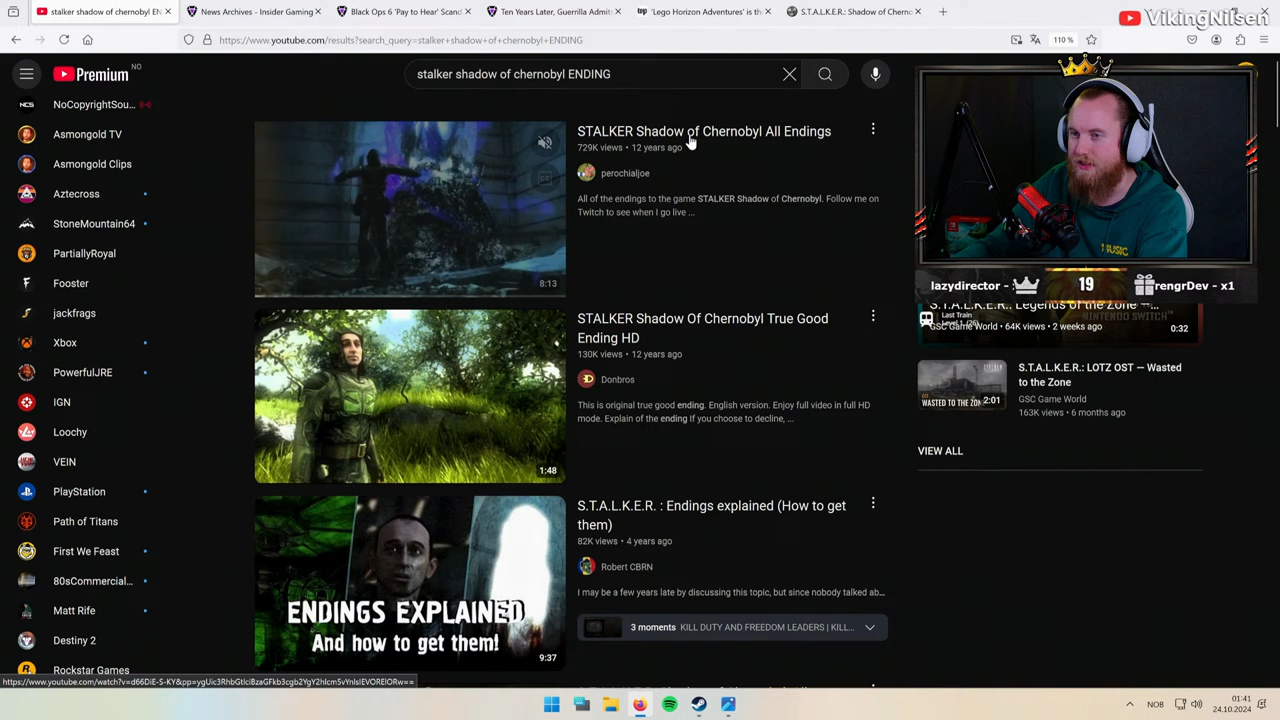 stalker shadow of chernobyl ENDING
News Archives - Insider Gaming
Black Ops 6 'Pay to Hear' Scand
Ten Years Later, Guerrilla Admit
'Lego Horizon Adventures' as th
S.T.A.L.K.E.R.: Shadow of Cherno
VikingNilsen
https://www.youtube.com/results?search_query=stalker+shadow+of+chernobyl+ENDING
110 %
Premium
NO
stalker shadow of chernobyl ENDING
NCS
NoCopyrightSou...
Asmongold TV
Asmongold Clips
Aztecross
StoneMountain64
PartiallyRoyal
Fooster
jackfrags
Xbox
PowerfulJRE
IGN
Loochy
VEIN
PlayStation
Path of Titans
First We Feast
80sCommercial...
Matt Rife
Destiny 2
Rockstar Games
STALKER Shadow of Chernobyl All Endings
729K views • 12 years ago
perochialjoe
All of the endings to the game STALKER Shadow of Chernobyl. Follow me on
Twitch to see when I go live ...
8:13
STALKER Shadow Of Chernobyl True Good
Ending HD
130K views • 12 years ago
Donbros
This is original true good ending. English version. Enjoy full video in full HD
mode. Explain of the ending If you choose to decline, ...
1:48
S.T.A.L.K.E.R. : Endings explained (How to get
them)
82K views • 4 years ago
Robert CBRN
I may be a few years late by discussing this topic, but since nobody talked ab...
3 moments KILL DUTY AND FREEDOM LEADERS | KILL...
ENDINGS EXPLAINED
And how to get them!
9:37
MUSIC
lazydirector -
19
rengrDev - x1
S.T.A.L.K.E.R. Legends of the Zone —...
Last Train
GSC Game World • 64K views • 2 weeks ago
NINTENDO SWITCH
0:32
S.T.A.L.K.E.R.: LOTZ OST — Wasted
to the Zone
GSC Game World
163K views • 6 months ago
WASTED TO THE ZON
2:01
VIEW ALL
NOB
01:41
24.10.2024